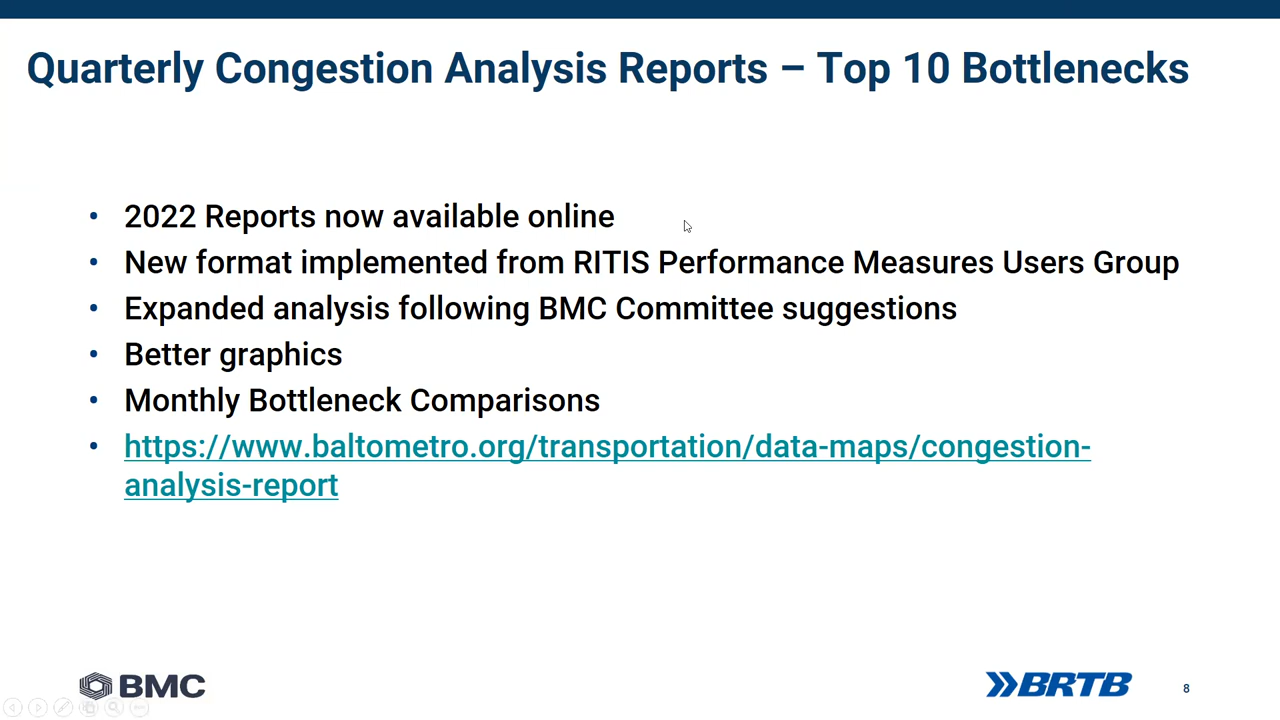 Quarterly Congestion Analysis Reports – Top 10 Bottlenecks
• 2022 Reports now available online
• New format implemented from RITIS Performance Measures Users Group
• Expanded analysis following BMC Committee suggestions
• Better graphics
• Monthly Bottleneck Comparisons
• https://www.baltometro.org/transportation/data-maps/congestion-
analysis-report
BMC
BRTB
8